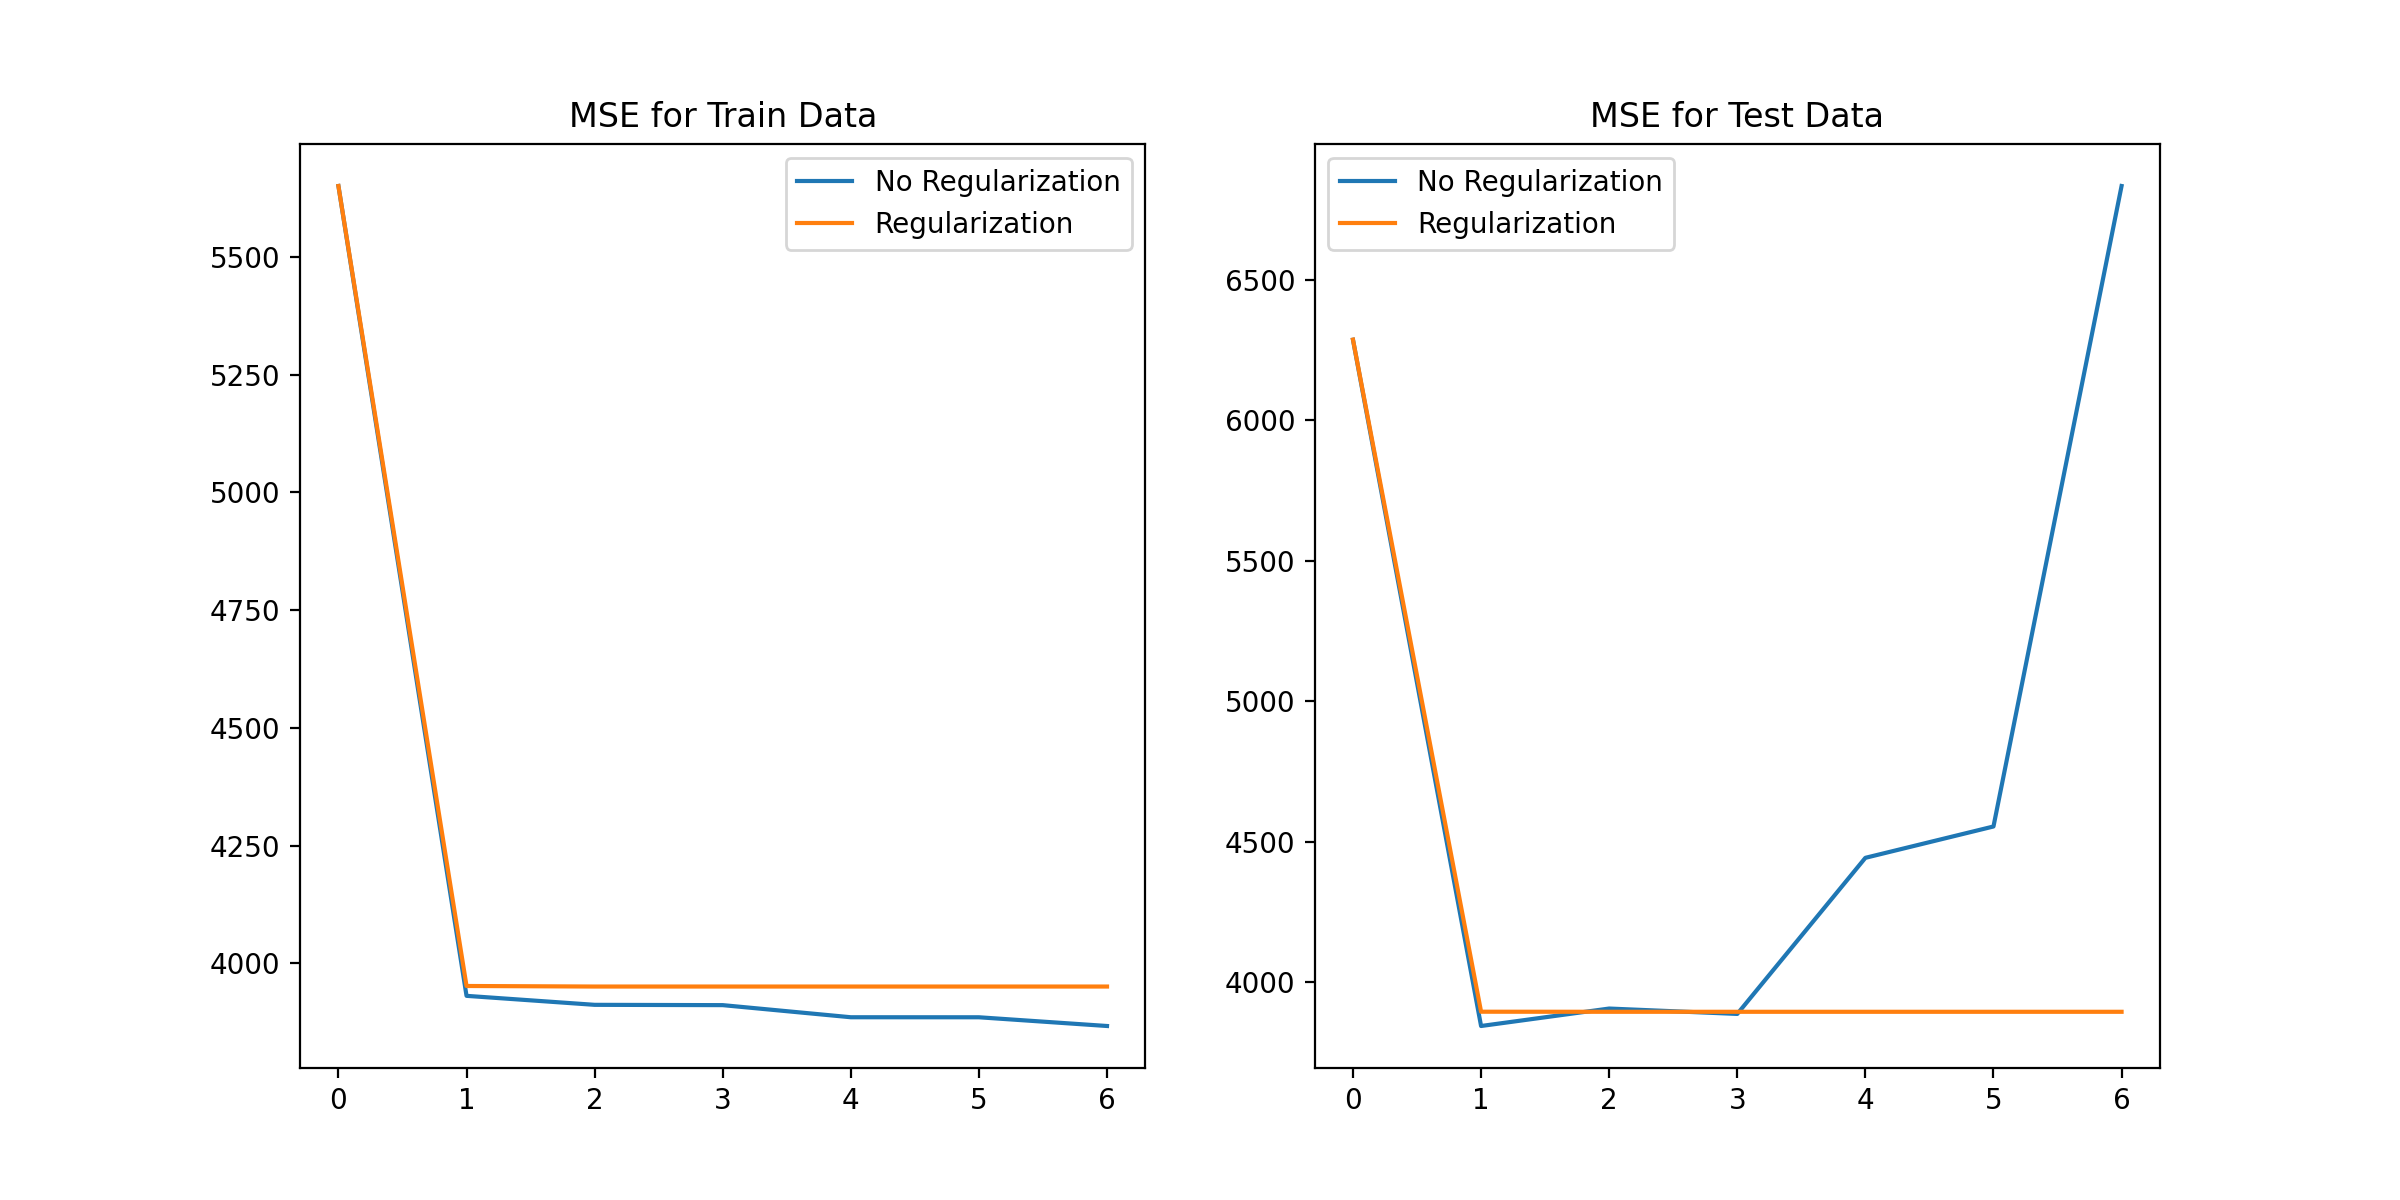 MSE for Train Data
No Regularization
Regularization
5500
5250
5000
4750
4500
4250
4000
0 1 2 3 4 5 6
MSE for Test Data
No Regularization
Regularization
6500
6000
5500
5000
4500
4000
0 1 2 3 4 5 6